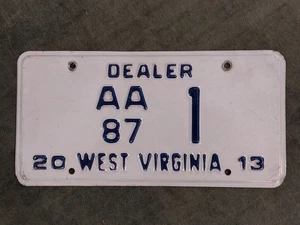 DEALER
AA 1
87
20 WEST VIRGINIA 13